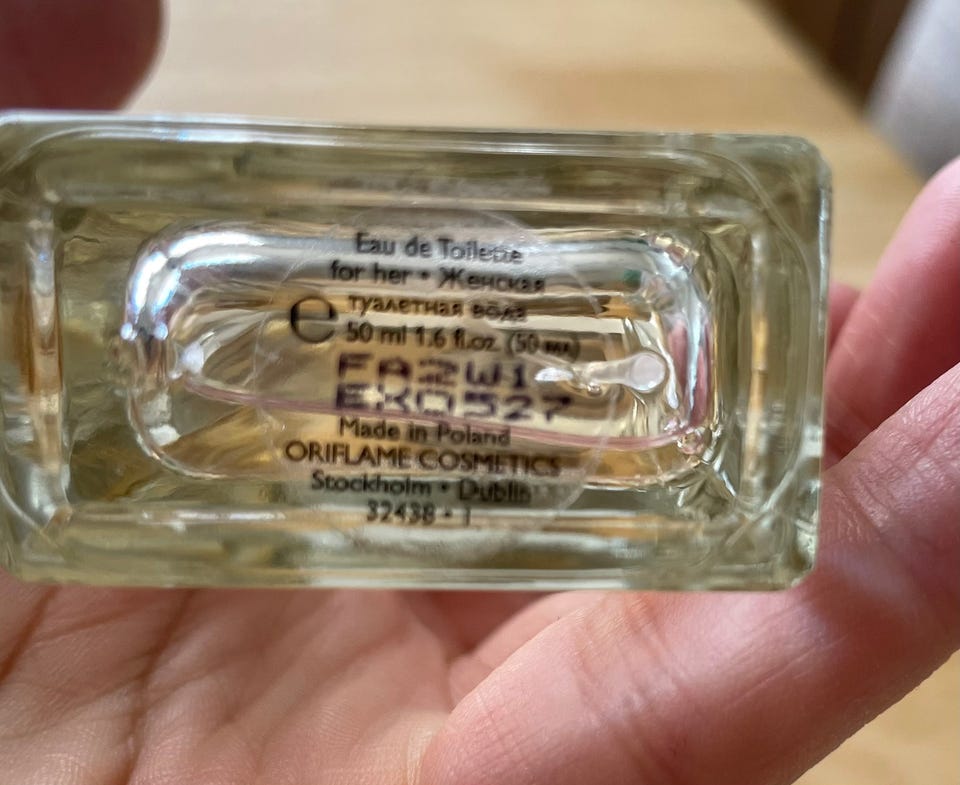 Eau de Toilette
for her • Женская
туалетная вода
e 50 ml 1.6 fl.oz. (50 мл)
FA2W1
EX0527
Made in Poland
ORIFLAME COSMETICS
Stockholm • Dublin
32438 • 1